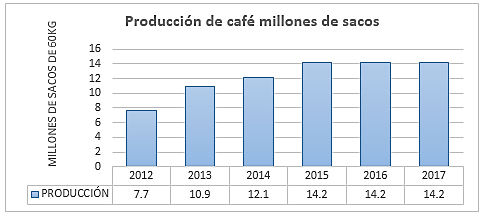 Producción de café millones de sacos
MILLONES DE SACOS DE 60KG
16
14
12
10
8
6
4
2
0
2012 2013 2014 2015 2016 2017
PRODUCCIÓN 7.7 10.9 12.1 14.2 14.2 14.2